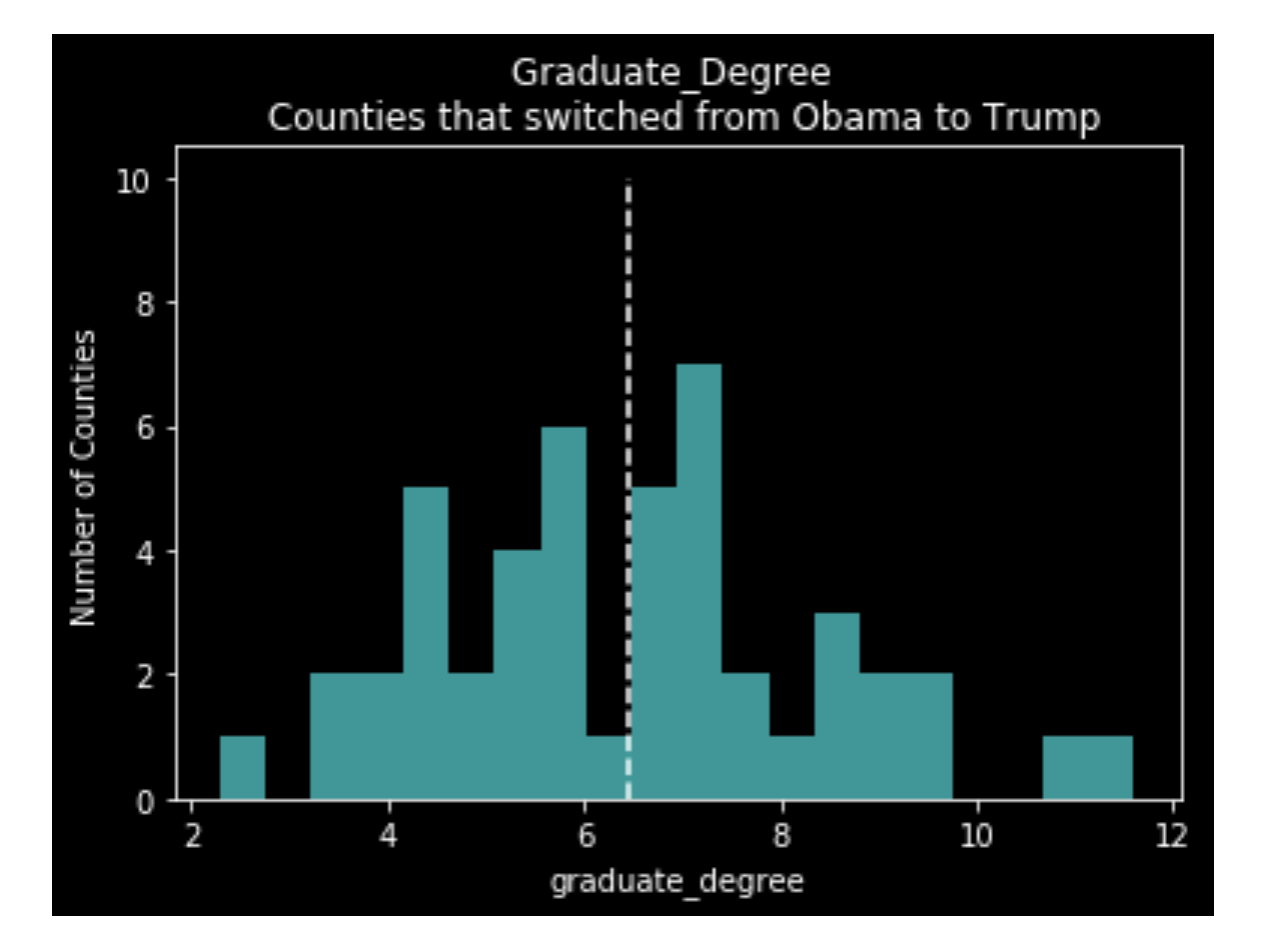 Graduate_Degree
Counties that switched from Obama to Trump
10
8
6
4
2
0
Number of Counties
2 4 6 8 10 12
graduate_degree